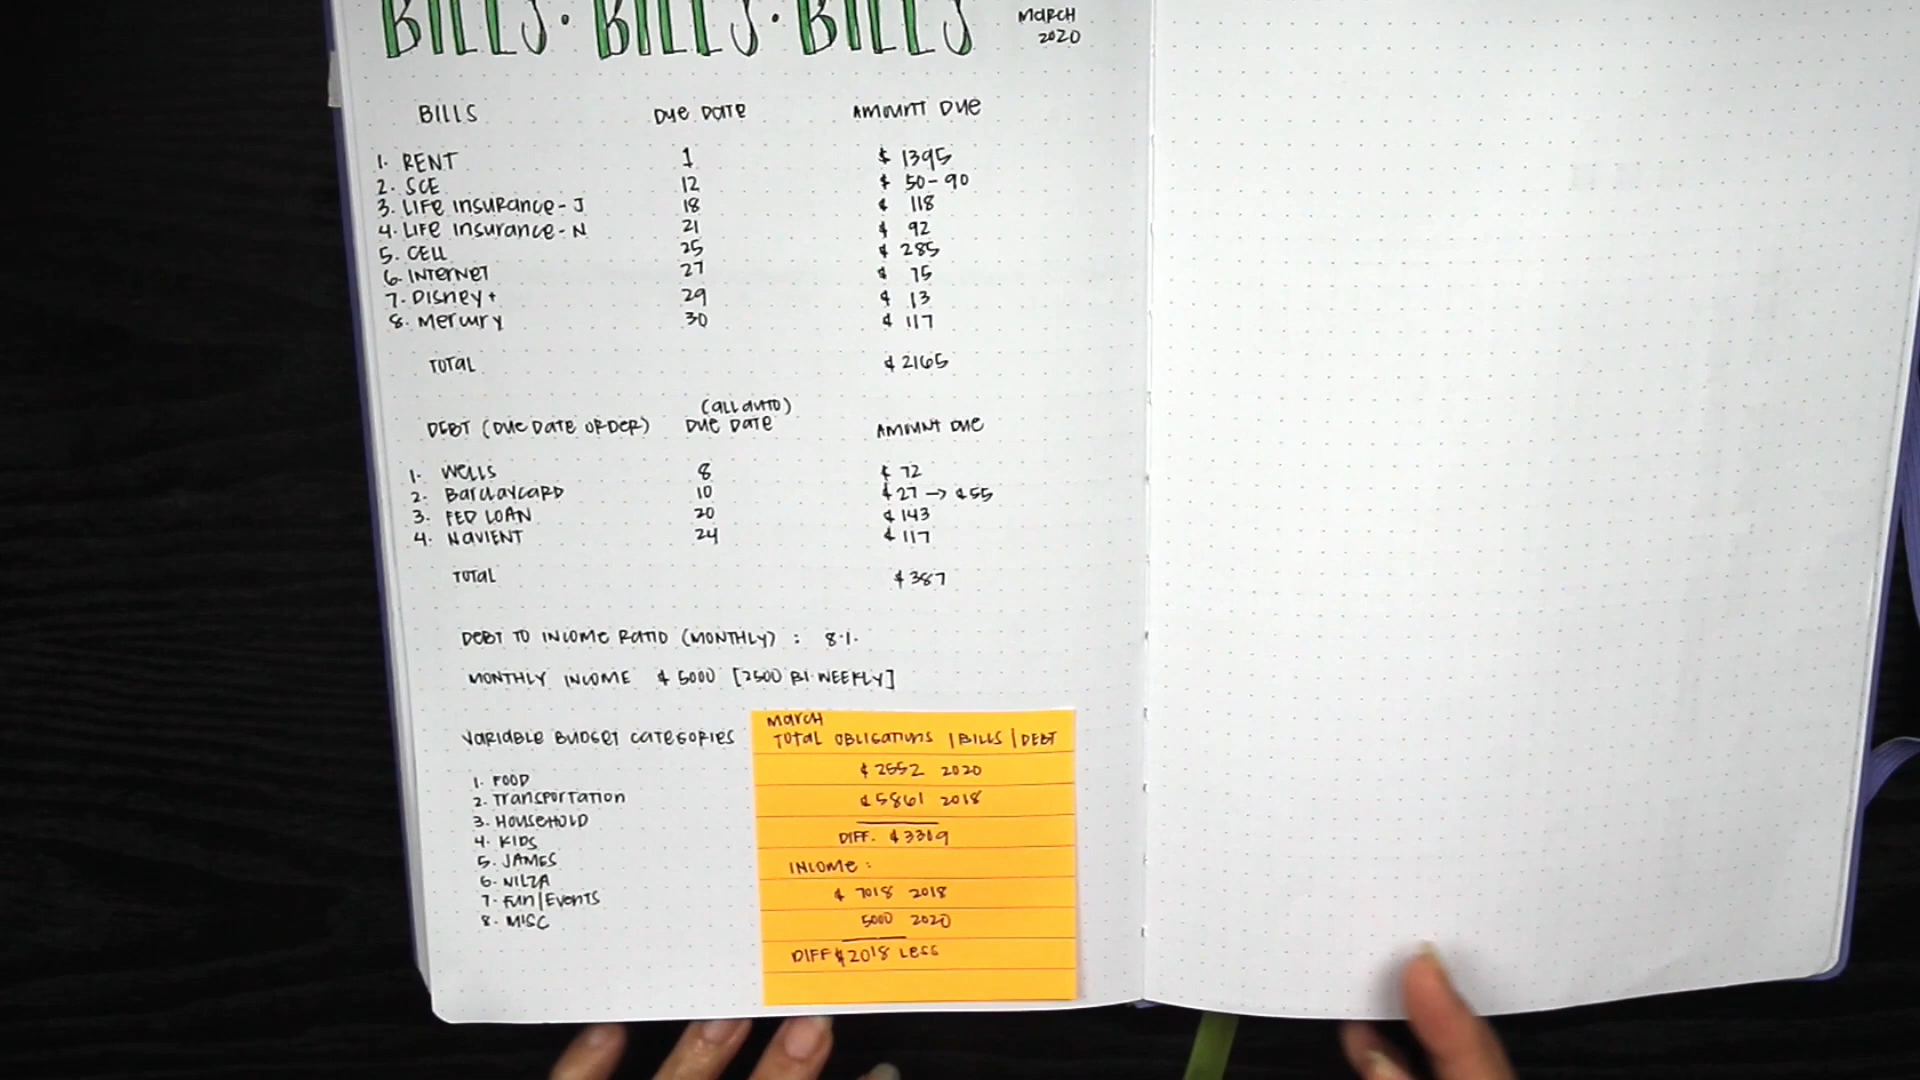 BILLS · BILLS · BILLS
MARCH
2020
BILLS DUE DATE AMOUNT DUE
1. RENT 1 $ 1395
2. SCE 12 $ 50-90
3. LIFE INSURANCE - J 18 $ 118
4. LIFE INSURANCE - N 21 $ 92
5. CELL 25 $ 285
6. INTERNET 27 $ 75
7. DISNEY + 29 $ 13
8. MERCURY 30 $ 117
TOTAL $ 2165
(ALL AUTO)
DEBT (DUE DATE ORDER) DUE DATE AMOUNT DUE
1. WELLS 8 $ 72
2. BARCLAYCARD 10 $ 27 → $55
3. FED LOAN 20 $ 143
4. NAVIENT 24 $ 117
TOTAL $ 387
DEBT TO INCOME RATIO (MONTHLY) : 8%
MONTHLY INCOME $ 5000 [2500 BI-WEEKLY]
VARIABLE BUDGET CATEGORIES
1. FOOD
2. TRANSPORTATION
3. HOUSEHOLD
4. KIDS
5. JAMES
6. NILZA
7. FUN/EVENTS
8. MISC
MARCH
TOTAL OBLIGATIONS | BILLS | DEBT
$ 2552 2020
$ 5861 2018
DIFF. $ 3309
INCOME :
$ 7018 2018
5000 2020
DIFF $ 2018 LESS